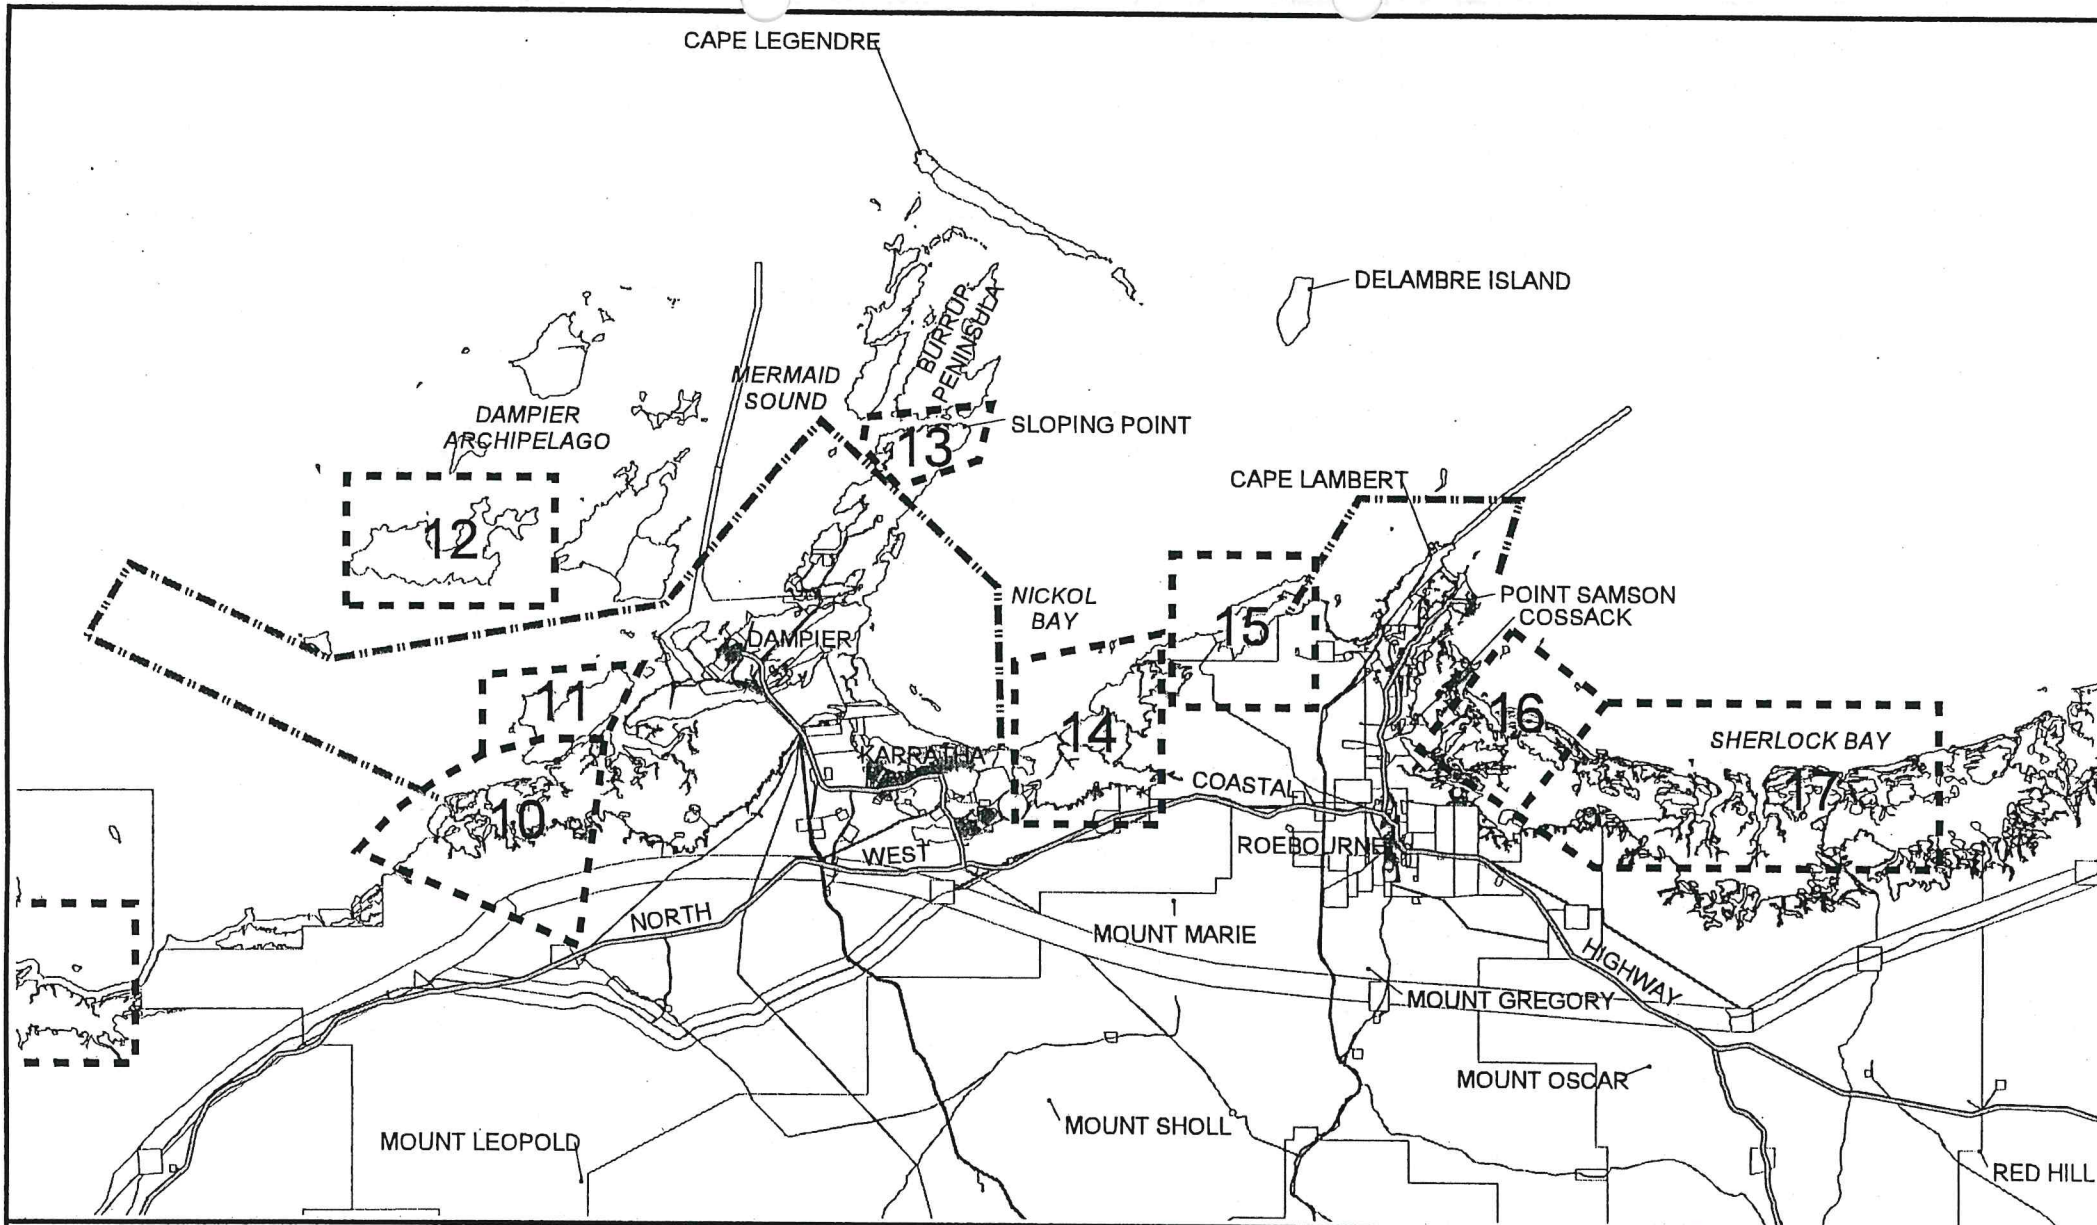 CAPE LEGENDRE
DELAMBRE ISLAND
BURRUP
PENINSULA
MERMAID
SOUND
DAMPIER
ARCHIPELAGO
SLOPING POINT
13
CAPE LAMBERT
12
NICKOL
BAY
POINT SAMSON
COSSACK
15
DAMPIER
11
16
14
SHERLOCK BAY
KARRATHA
17
COASTAL
10
ROEBOURNE
WEST
NORTH
MOUNT MARIE
HIGHWAY
MOUNT GREGORY
MOUNT OSCAR
MOUNT SHOLL
MOUNT LEOPOLD
RED HILL